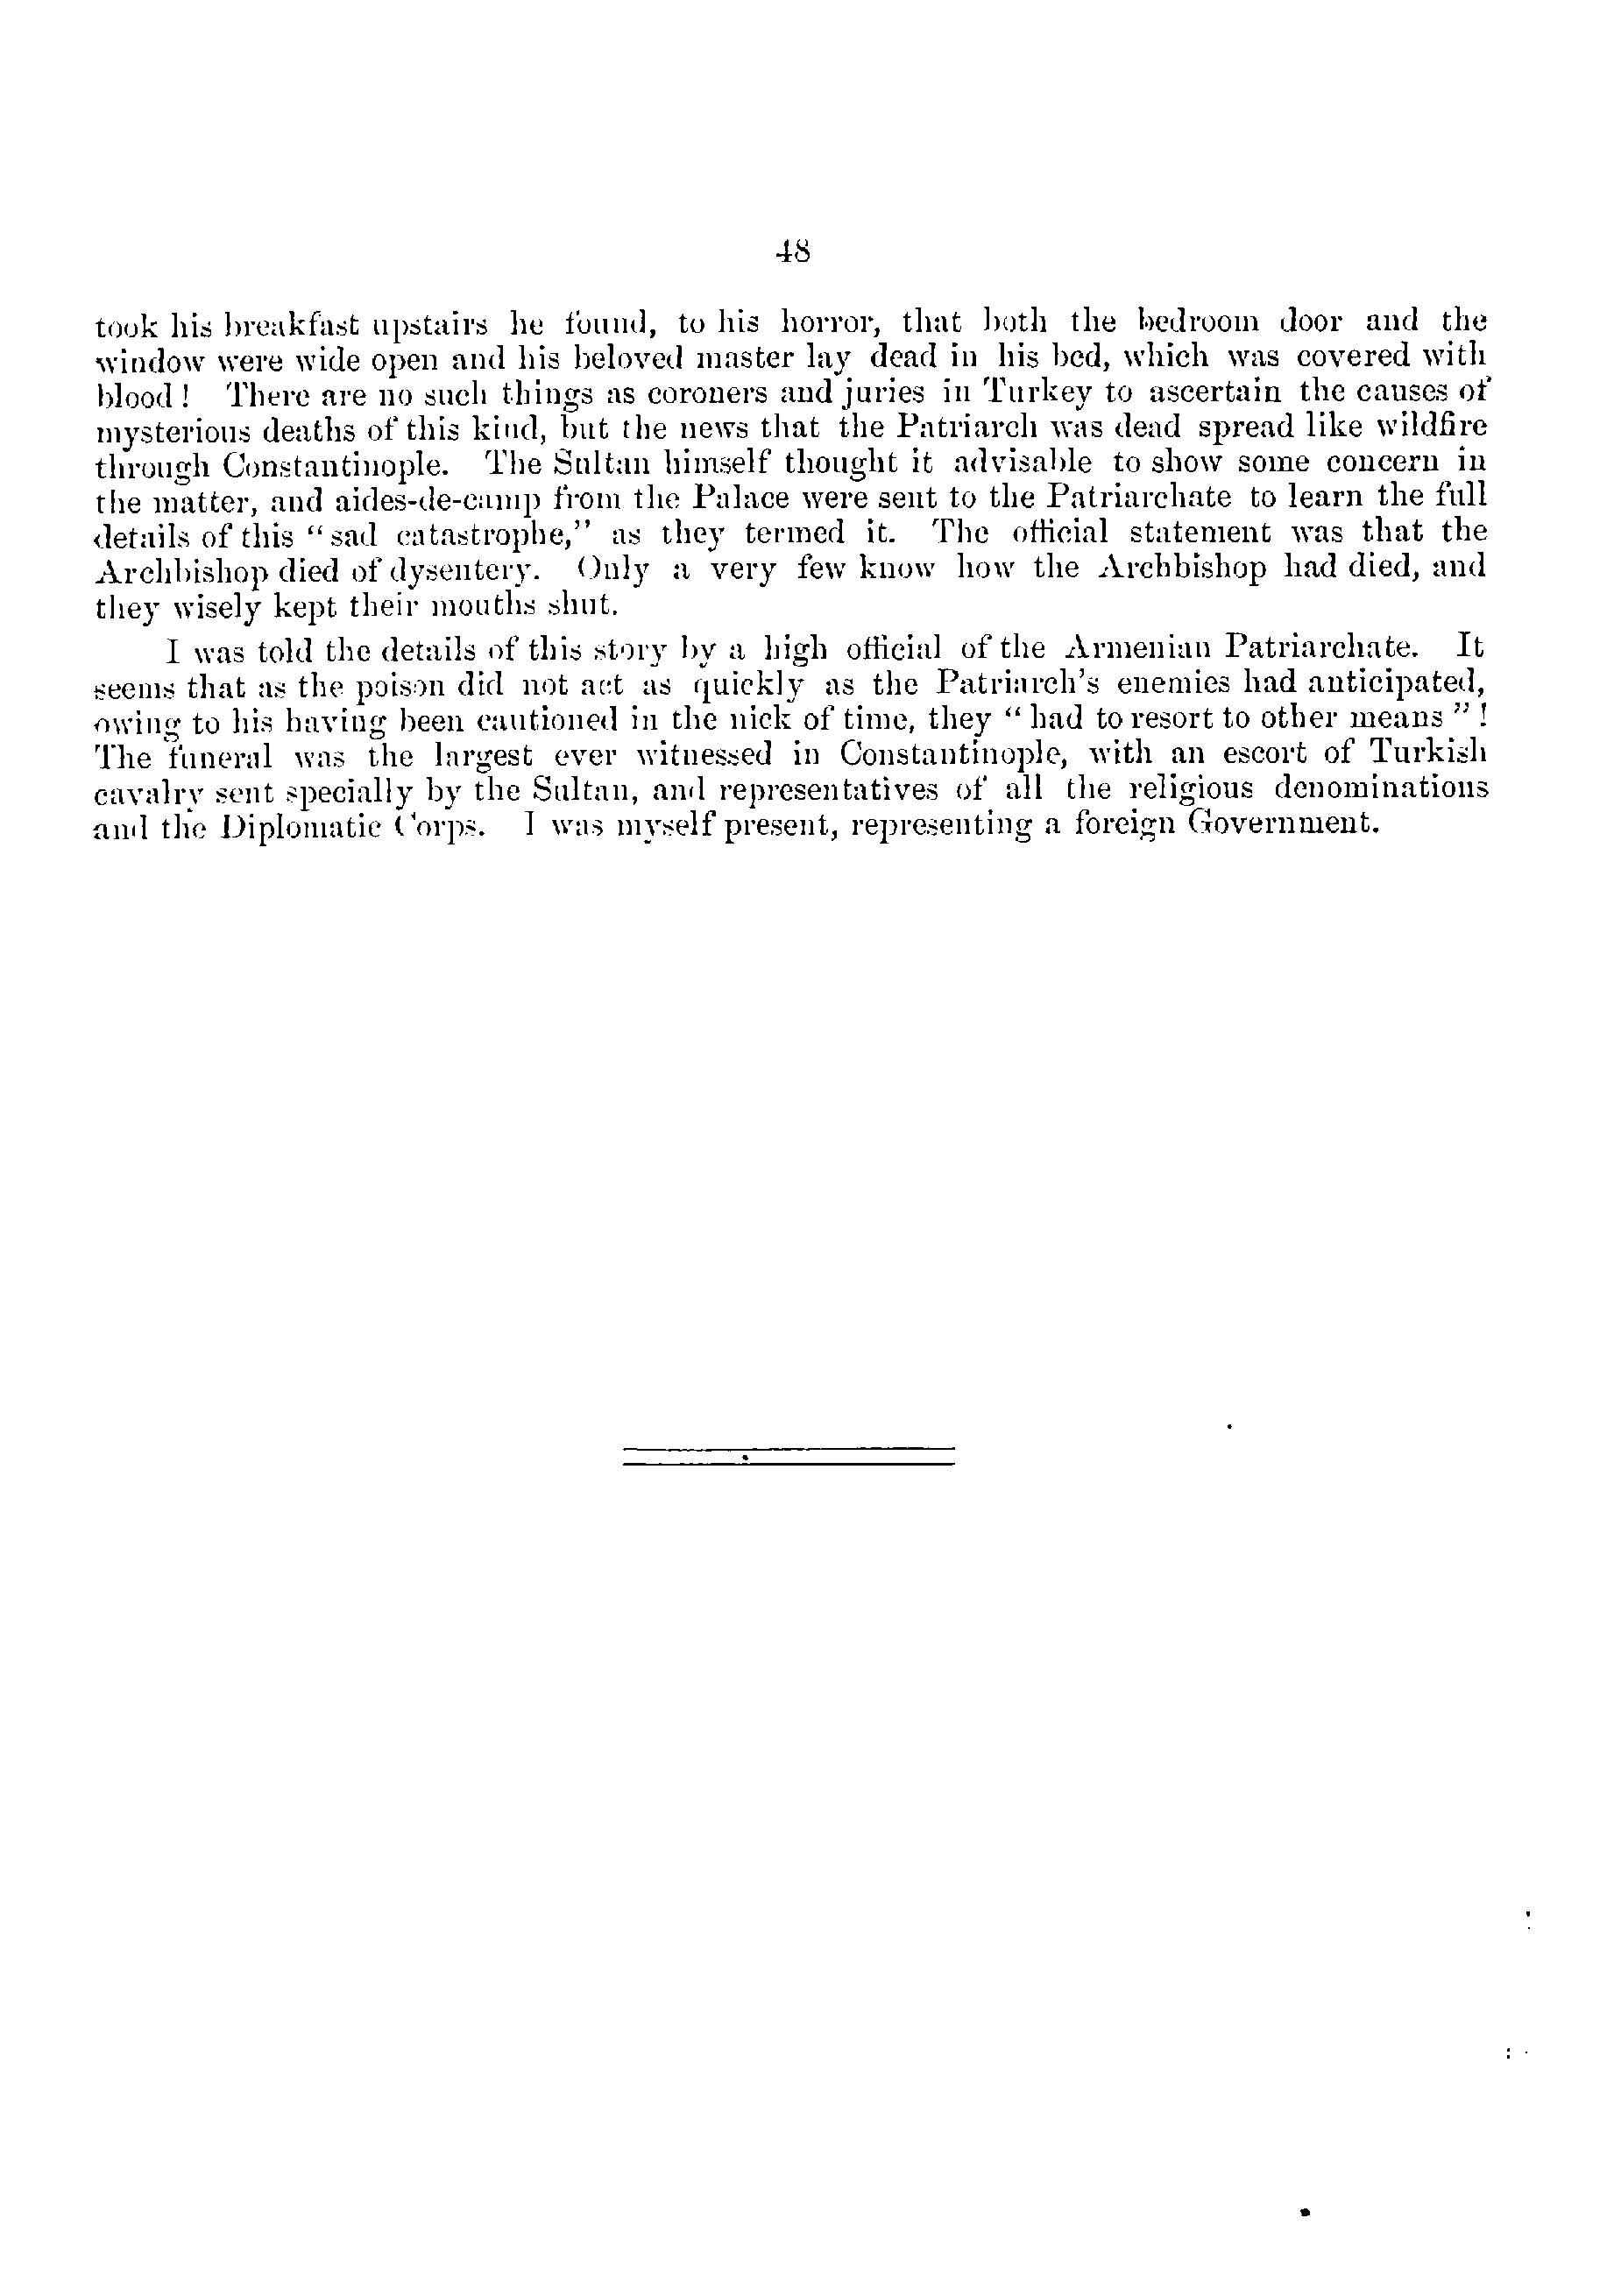 48
took his breakfast upstairs he found, to his horror, that both the bedroom door and the
window were wide open and his beloved master lay dead in his bed, which was covered with
blood! There are no such things as coroners and juries in Turkey to ascertain the causes of
mysterious deaths of this kind, but the news that the Patriarch was dead spread like wildfire
through Constantinople. The Sultan himself thought it advisable to show some concern in
the matter, and aides-de-camp from the Palace were sent to the Patriarchate to learn the full
details of this “sad catastrophe,” as they termed it. The official statement was that the
Archbishop died of dysentery. Only a very few know how the Archbishop had died, and
they wisely kept their mouths shut.
I was told the details of this story by a high official of the Armenian Patriarchate. It
seems that as the poison did not act as quickly as the Patriarch's enemies had anticipated,
owing to his having been cautioned in the nick of time, they “had to resort to other means”!
The funeral was the largest ever witnessed in Constantinople, with an escort of Turkish
cavalry sent specially by the Sultan, and representatives of all the religious denominations
and the Diplomatic Corps. I was myself present, representing a foreign Government.